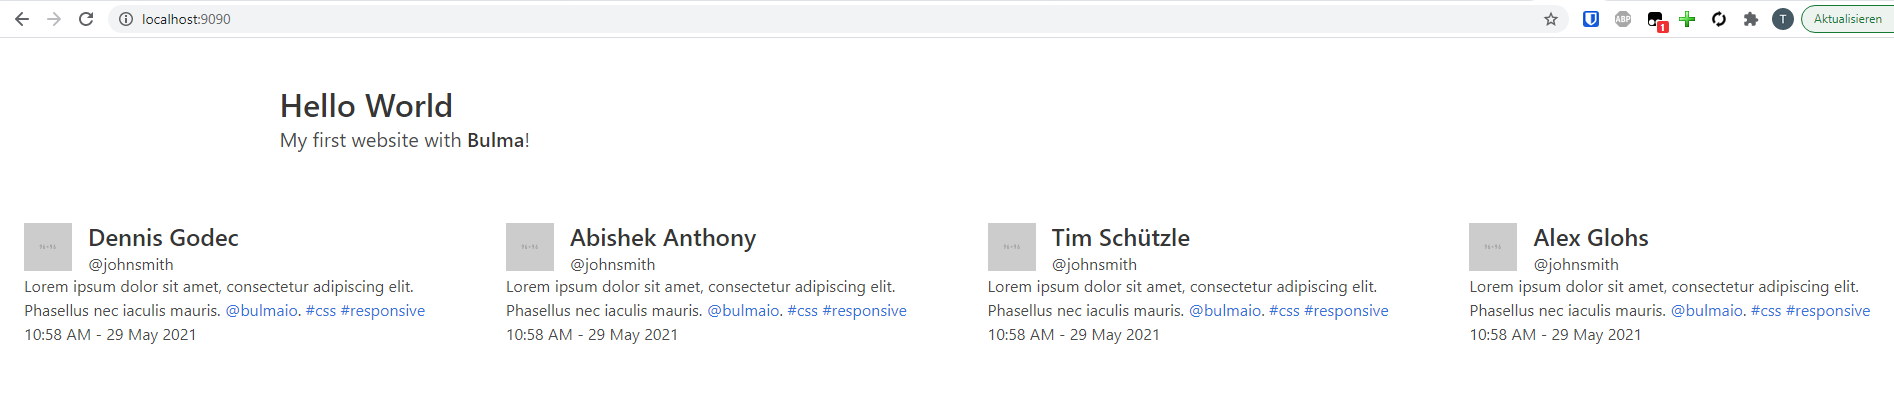 localhost:9090
ABP
1
T
Aktualisieren
Hello World
My first website with Bulma!
Dennis Godec
@johnsmith
Lorem ipsum dolor sit amet, consectetur adipiscing elit.
Phasellus nec iaculis mauris. @bulmaio. #css #responsive
10:58 AM - 29 May 2021
Abishek Anthony
@johnsmith
Lorem ipsum dolor sit amet, consectetur adipiscing elit.
Phasellus nec iaculis mauris. @bulmaio. #css #responsive
10:58 AM - 29 May 2021
Tim Schützle
@johnsmith
Lorem ipsum dolor sit amet, consectetur adipiscing elit.
Phasellus nec iaculis mauris. @bulmaio. #css #responsive
10:58 AM - 29 May 2021
Alex Glohs
@johnsmith
Lorem ipsum dolor sit amet, consectetur adipiscing elit.
Phasellus nec iaculis mauris. @bulmaio. #css #responsive
10:58 AM - 29 May 2021